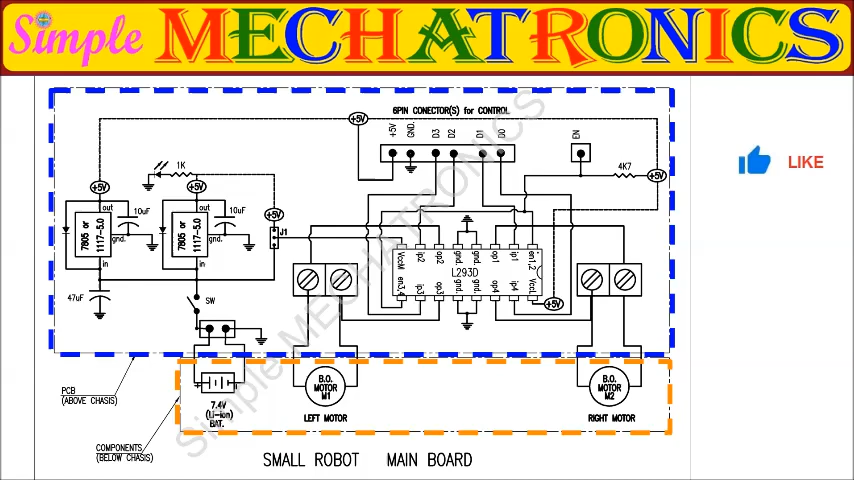 Simple MECHATRONICS
6PIN CONECTOR(S) for CONTROL
+5V
+5V
GND.
D3
D2
D1
D0
EN
LIKE
1K
4K7
+5V
+5V
+5V
out
out
10uF
10uF
+5V
7805 or
1117-5.0
7805 or
1117-5.0
J1
gnd.
gnd.
in
in
VccM
ip2
op2
gnd.
gnd.
op1
ip1
en1,2
L293D
en3,4
ip3
op3
gnd.
gnd.
op4
ip4
VccL
47uF
SW
+5V
Simple MECHATRONICS
PCB
(ABOVE CHASIS)
B.O.
MOTOR
M1
B.O.
MOTOR
M2
7.4V
(Li-ion)
BAT.
LEFT MOTOR
RIGHT MOTOR
COMPONENTS
(BELOW CHASIS)
SMALL ROBOT MAIN BOARD